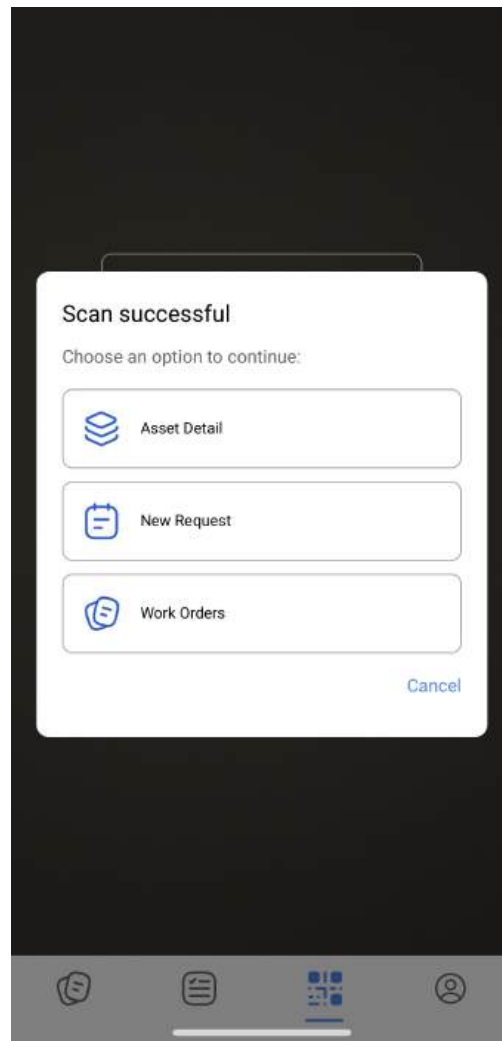 Scan successful
Choose an option to continue:
Asset Detail
New Request
Work Orders
Cancel